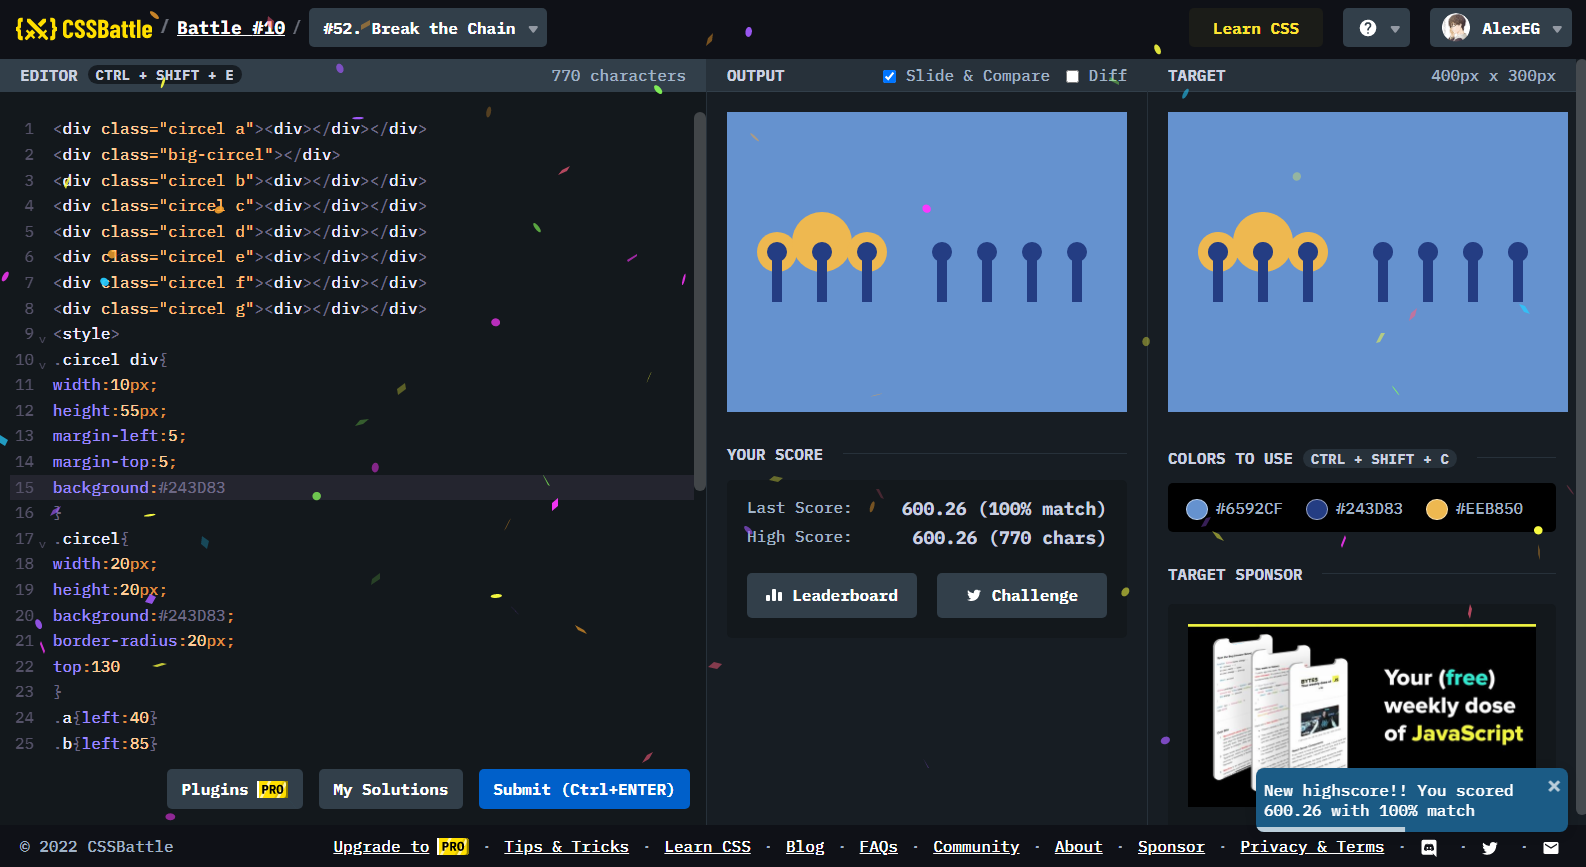 {X} CSSBattle / Battle #10 / #52. Break the Chain
Learn CSS
?
AlexEG
EDITOR CTRL + SHIFT + E 770 characters
1 <div class="circel a"><div></div></div>
2 <div class="big-circel"></div>
3 <div class="circel b"><div></div></div>
4 <div class="circel c"><div></div></div>
5 <div class="circel d"><div></div></div>
6 <div class="circel e"><div></div></div>
7 <div class="circel f"><div></div></div>
8 <div class="circel g"><div></div></div>
9 <style>
10 .circel div{
11 width:10px;
12 height:55px;
13 margin-left:5;
14 margin-top:5;
15 background:#243D83
16 }
17 .circel{
18 width:20px;
19 height:20px;
20 background:#243D83;
21 border-radius:20px;
22 top:130
23 }
24 .a{left:40}
25 .b{left:85}
Plugins PRO
My Solutions
Submit (Ctrl+ENTER)
OUTPUT Slide & Compare Diff
YOUR SCORE
Last Score: 600.26 (100% match)
High Score: 600.26 (770 chars)
Leaderboard
Challenge
TARGET 400px x 300px
COLORS TO USE CTRL + SHIFT + C
#6592CF #243D83 #EEB850
TARGET SPONSOR
BYTES
Your (free)
weekly dose
of JavaScript
New highscore!! You scored
600.26 with 100% match
×
© 2022 CSSBattle
Upgrade to PRO · Tips & Tricks · Learn CSS · Blog · FAQs · Community · About · Sponsor · Privacy & Terms · · ·